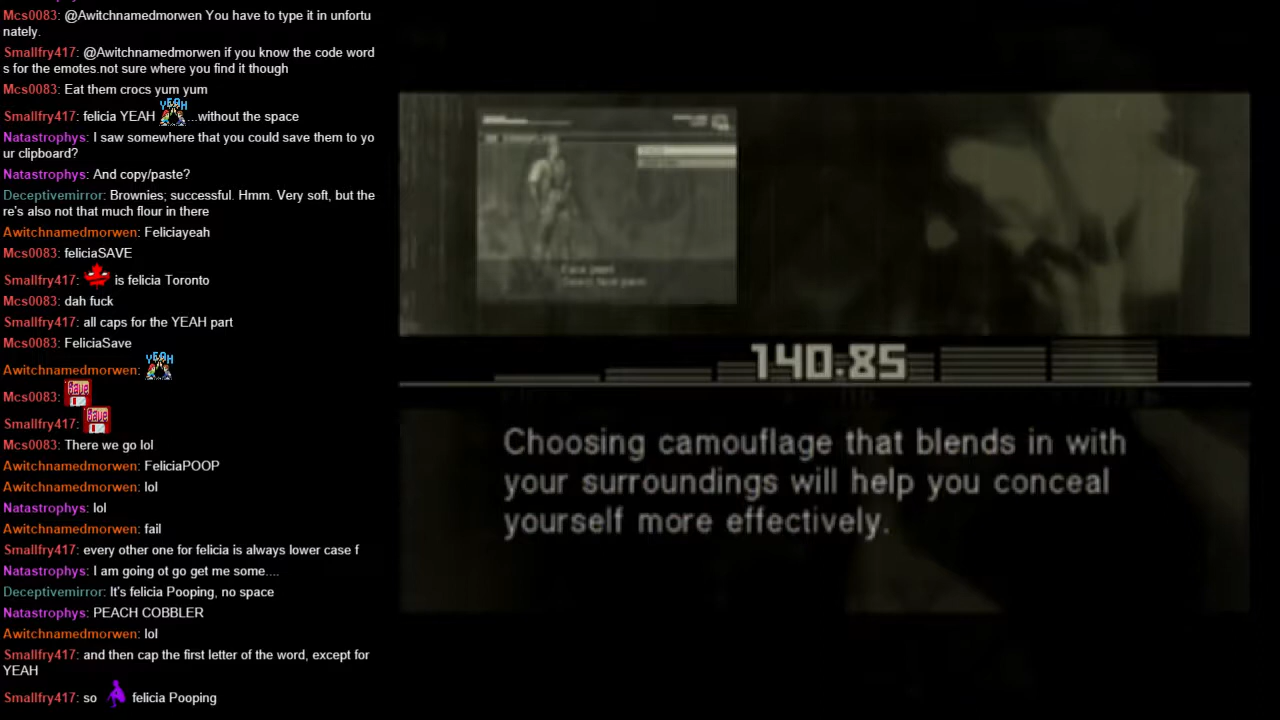 Mcs0083: @Awitchnamedmorwen You have to type it in unfortu
nately.
Smallfry417: @Awitchnamedmorwen if you know the code word
s for the emotes.not sure where you find it though
Mcs0083: Eat them crocs yum yum
Smallfry417: felicia YEAH YEAH ...without the space
Natastrophys: I saw somewhere that you could save them to yo
ur clipboard?
Natastrophys: And copy/paste?
Deceptivemirror: Brownies; successful. Hmm. Very soft, but the
re's also not that much flour in there
Awitchnamedmorwen: Feliciayeah
Mcs0083: feliciaSAVE
Smallfry417: is felicia Toronto
Mcs0083: dah fuck
Smallfry417: all caps for the YEAH part
Mcs0083: FeliciaSave
Awitchnamedmorwen: YEAH
Mcs0083: Save
Smallfry417: Save
Mcs0083: There we go lol
Awitchnamedmorwen: FeliciaPOOP
Awitchnamedmorwen: lol
Natastrophys: lol
Awitchnamedmorwen: fail
Smallfry417: every other one for felicia is always lower case f
Natastrophys: I am going ot go get me some....
Deceptivemirror: It's felicia Pooping, no space
Natastrophys: PEACH COBBLER
Awitchnamedmorwen: lol
Smallfry417: and then cap the first letter of the word, except for
YEAH
Smallfry417: so felicia Pooping
Face paint
Select face paint
140.85
Choosing camouflage that blends in with
your surroundings will help you conceal
yourself more effectively.